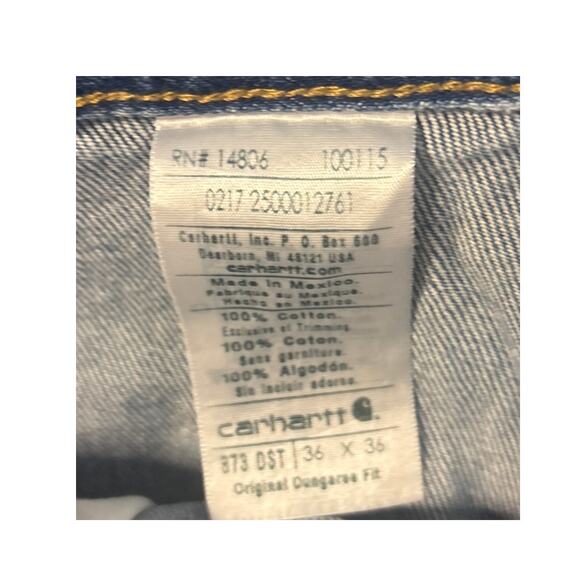 RN# 14806 100115
0217 2500012761
Carhartt, Inc. P. O. Box 600
Dearborn, MI 48121 USA
carhartt.com
Made in Mexico.
Fabriqué au Mexique.
Hecho en Mexico.
100% Cotton.
Exclusive of Trimming.
100% Coton.
Sans garniture.
100% Algodón.
Sin incluir adorno.
carhartt
873 DST 36 X 36
Original Dungaree Fit